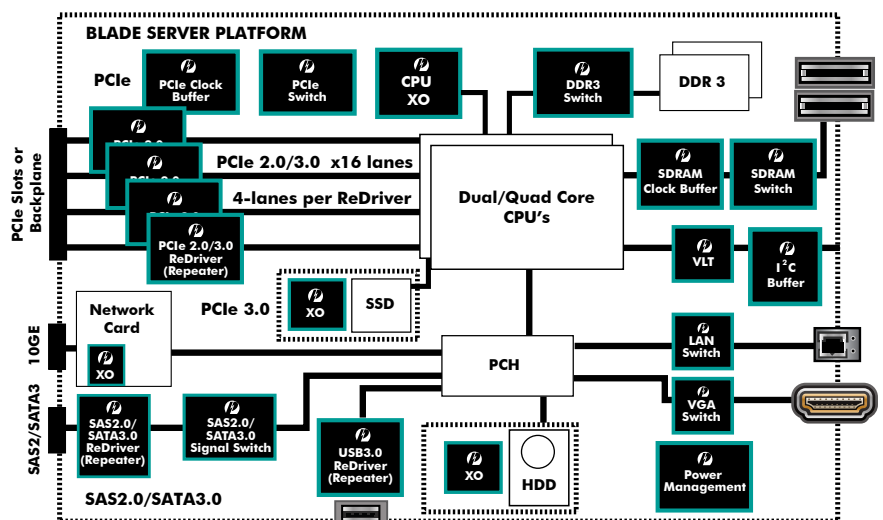 BLADE SERVER PLATFORM
PCIe
PCIe Clock
Buffer
PCIe
Switch
CPU
XO
DDR3
Switch
DDR 3
PCIe Slots or
Backplane
PCIe 2.0/3.0 x16 lanes
4-lanes per ReDriver
PCIe 2.0/3.0
ReDriver
(Repeater)
Dual/Quad Core
CPU's
SDRAM
Clock Buffer
SDRAM
Switch
VLT
I²C
Buffer
PCIe 3.0
XO
SSD
10GE
Network
Card
XO
PCH
LAN
Switch
VGA
Switch
SAS2/SATA3
SAS2.0/
SATA3.0
ReDriver
(Repeater)
SAS2.0/
SATA3.0
Signal Switch
USB3.0
ReDriver
(Repeater)
XO
HDD
Power
Management
SAS2.0/SATA3.0